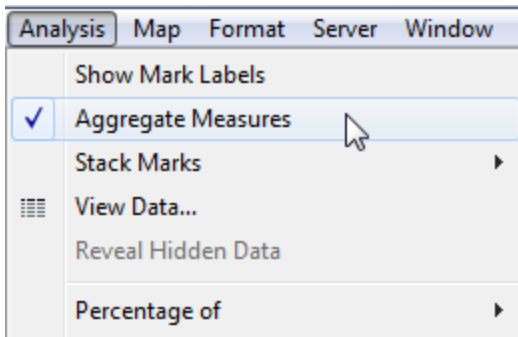 Analysis Map Format Server Window
Show Mark Labels
Aggregate Measures
Stack Marks
View Data...
Reveal Hidden Data
Percentage of